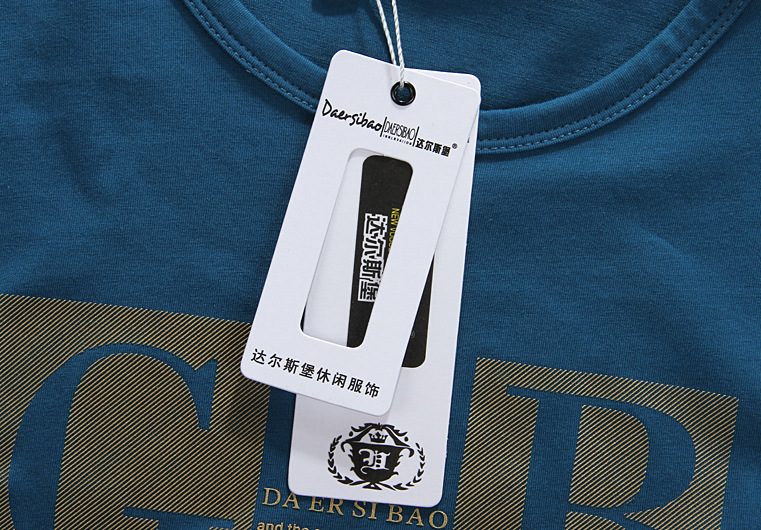 Daersibao DAERSIBAO 达尔斯堡®
达尔斯堡
达尔斯堡休闲服饰
G R
DA ER SI BAO
and the